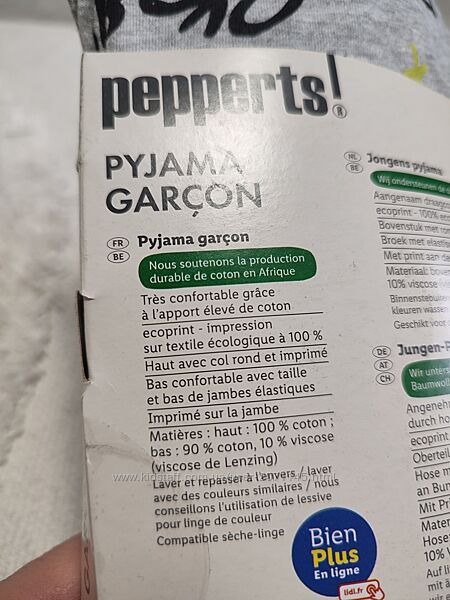 pepperts!
®
PYJAMA
GARÇON
FR
BE
Pyjama garçon
Nous soutenons la production
durable de coton en Afrique
Très confortable grâce
à l'apport élevé de coton
ecoprint - impression
sur textile écologique à 100 %
Haut avec col rond et imprimé
Bas confortable avec taille
et bas de jambes élastiques
Imprimé sur la jambe
Matières : haut : 100 % coton ;
bas : 90 % coton, 10 % viscose
(viscose de Lenzing)
Laver et repasser à l'envers / laver
avec des couleurs similaires / nous
conseillons l'utilisation de lessive
pour linge de couleur
Compatible sèche-linge
Bien
Plus
En ligne
lidl.fr
NL
BE
Jongens pyjama
Wij ondersteunen de
Aangenaam
ecoprint - 100%
Bovenstuk met
Broek met
Met print aan de
Materiaal:
10% viscose
kleuren
Geschikt voor
DE
AT
CH
Jungen-
Wir
ecoprint
Oberteil
Hose m
an
Mit
Hose
10%
Auf